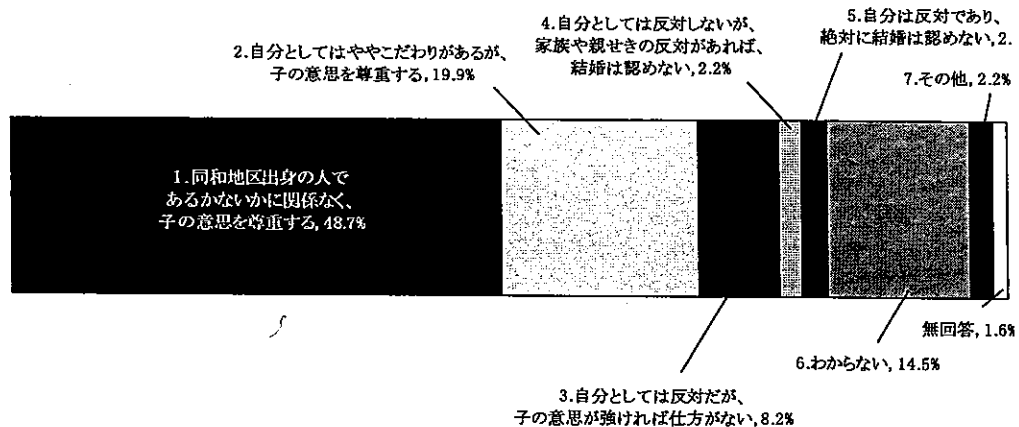 4.自分としては反対しないが、
家族や親せきの反対があれば、
結婚は認めない, 2.2%
5.自分は反対であり、
絶対に結婚は認めない, 2.
2.自分としてはややこだわりがあるが、
子の意思を尊重する, 19.9%
7.その他, 2.2%
1.同和地区出身の人で
あるかないかに関係なく、
子の意思を尊重する, 48.7%
無回答, 1.6%
6.わからない, 14.5%
3.自分としては反対だが、
子の意思が強ければ仕方がない, 8.2%